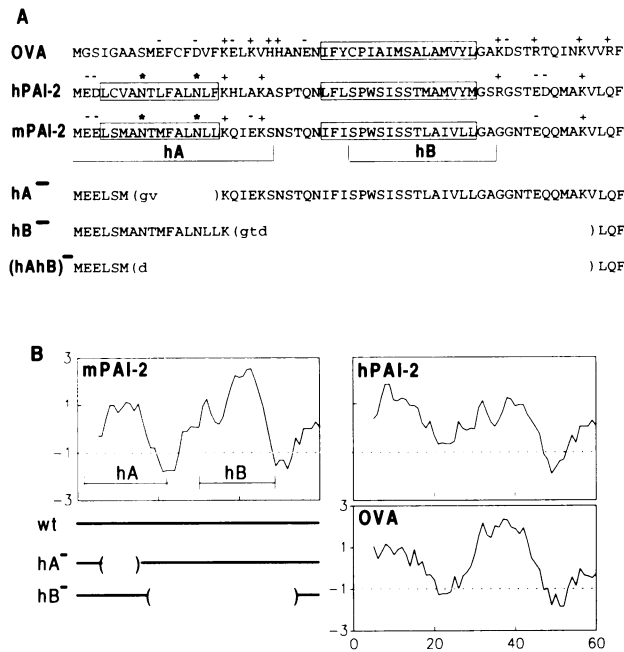 A
- - + - + + + - + - + + + +
OVA MGSIGAASMEFCFDVFKELKVHHANENIFYCPIAIMSALAMVYLGAKDSTRTQINKVVRF
- - * * + + + - - +
hPAI-2 MEDLCVANTLFALNLFKHLAKASPTQNLFLSPWSISSTMAMVYMGSRGSTEDQMAKVLQF
- - * * + - + - +
mPAI-2 MEELSMANTMFALNLLKQIEKSNSTQNIFISPWSISSTLAIVLLGAGGNTEQQMAKVLQF
hA hB
hA– MEELSM(gv )KQIEKSNSTQNIFISPWSISSTLAIVLLGAGGNTEQQMAKVLQF
hB– MEELSMANTMFALNLLK(gtd )LQF
(hAhB)– MEELSM(d )LQF
B
mPAI-2 hPAI-2
3
1
-1
-3
hA hB
wt
hA– ( )
hB– ( )
OVA
3
1
-1
-3
0 20 40 60